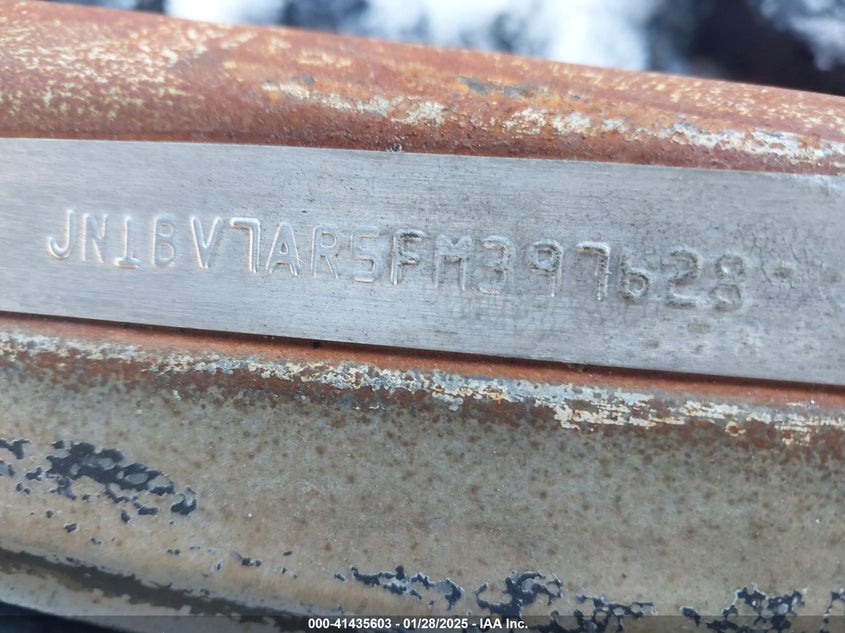 JN1BV7AR5FM397628
000-41435603 | 01/28/2025 - IAA Inc.